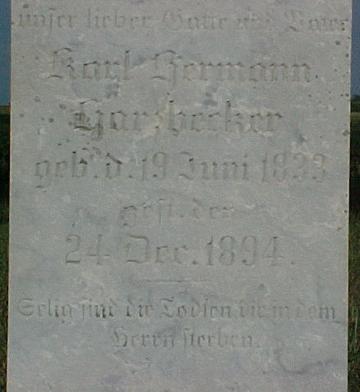 unser lieber Gatte und Vater
Karl Hermann
Harzbecker
geb. d. 19 Juni 1833
gest. den
24 Dec. 1894.
Selig sind die Todten die in dem
Herrn sterben.